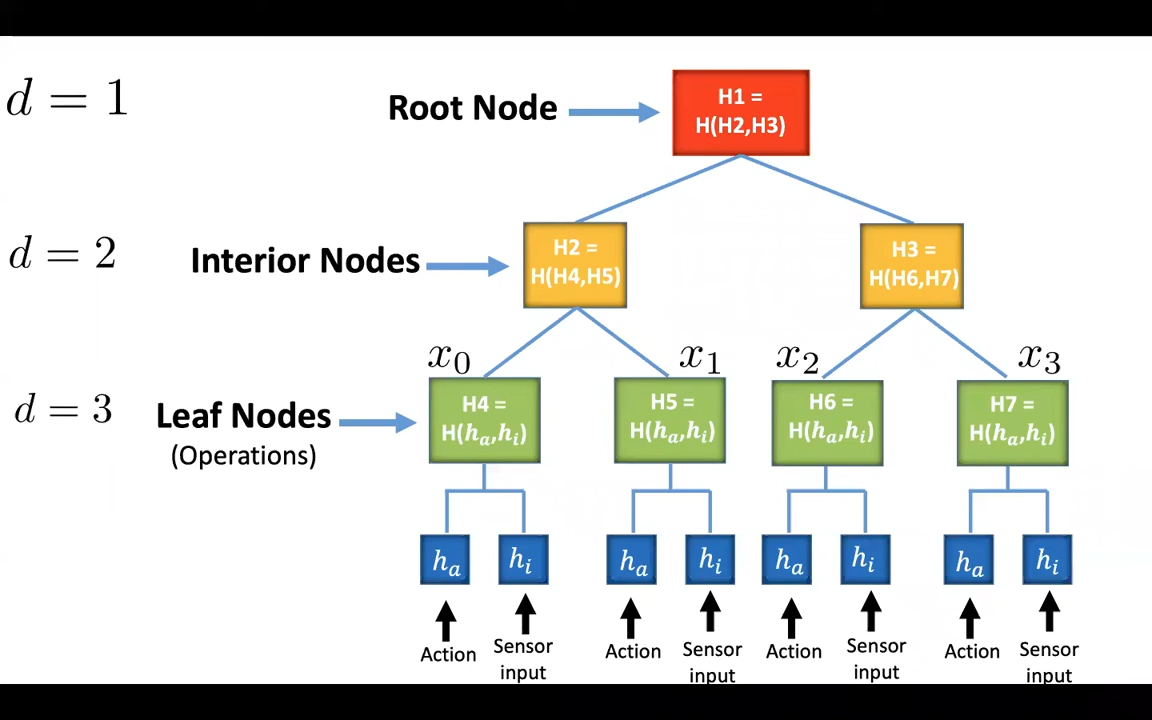 d = 1
Root Node
H1 =
H(H2,H3)
d = 2
Interior Nodes
H2 =
H(H4,H5)
H3 =
H(H6,H7)
x₀
x₁
x₂
x₃
d = 3
Leaf Nodes
(Operations)
H4 =
H(hₐ,hᵢ)
H5 =
H(hₐ,hᵢ)
H6 =
H(hₐ,hᵢ)
H7 =
H(hₐ,hᵢ)
hₐ
hᵢ
hₐ
hᵢ
hₐ
hᵢ
hₐ
hᵢ
Action
Sensor
input
Action
Sensor
input
Action
Sensor
input
Action
Sensor
input